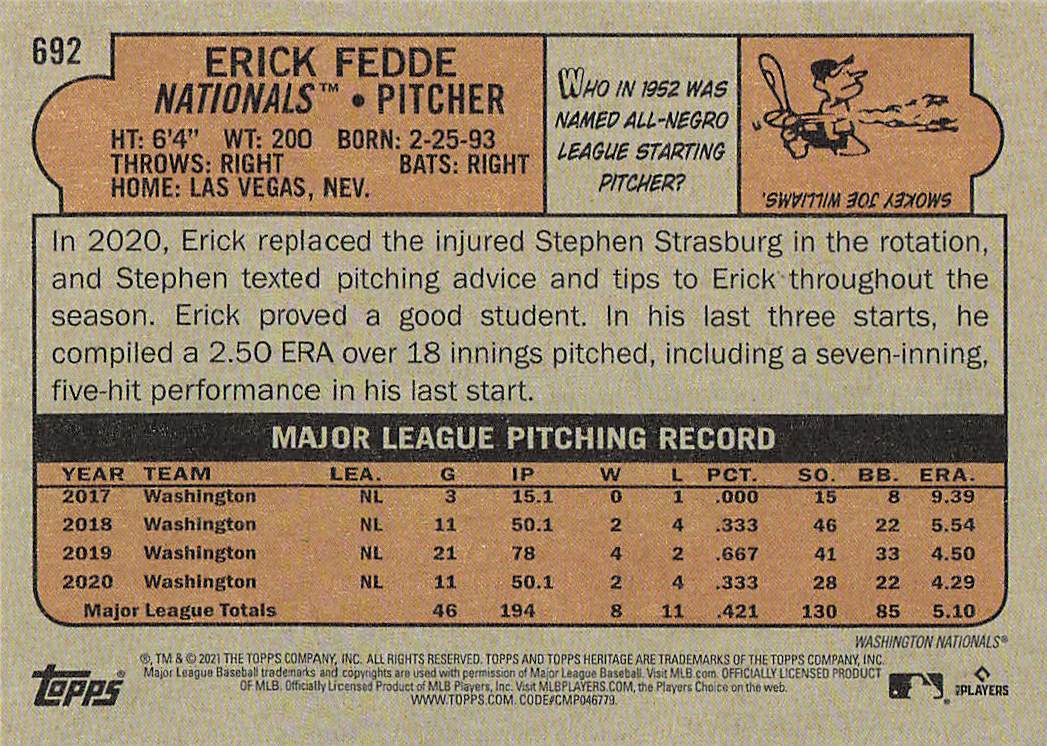 692
ERICK FEDDE
NATIONALS™ • PITCHER
HT: 6'4" WT: 200 BORN: 2-25-93
THROWS: RIGHT BATS: RIGHT
HOME: LAS VEGAS, NEV.
WHO IN 1952 WAS
NAMED ALL-NEGRO
LEAGUE STARTING
PITCHER?
SMOKEY JOE WILLIAMS.
In 2020, Erick replaced the injured Stephen Strasburg in the rotation,
and Stephen texted pitching advice and tips to Erick throughout the
season. Erick proved a good student. In his last three starts, he
compiled a 2.50 ERA over 18 innings pitched, including a seven-inning,
five-hit performance in his last start.
MAJOR LEAGUE PITCHING RECORD
YEAR TEAM LEA. G IP W L PCT. SO. BB. ERA.
2017 Washington NL 3 15.1 0 1 .000 15 8 9.39
2018 Washington NL 11 50.1 2 4 .333 46 22 5.54
2019 Washington NL 21 78 4 2 .667 41 33 4.50
2020 Washington NL 11 50.1 2 4 .333 28 22 4.29
Major League Totals 46 194 8 11 .421 130 85 5.10
WASHINGTON NATIONALS®
®, TM & © 2021 THE TOPPS COMPANY, INC. ALL RIGHTS RESERVED. TOPPS AND TOPPS HERITAGE ARE TRADEMARKS OF THE TOPPS COMPANY, INC.
Major League Baseball trademarks and copyrights are used with permission of Major League Baseball. Visit MLB.com. OFFICIALLY LICENSED PRODUCT
OF MLB. Officially Licensed Product of MLB Players, Inc. Visit MLBPLAYERS.COM, the Players Choice on the web.
WWW.TOPPS.COM. CODE#CMP046779.
topps
MLB PLAYERS